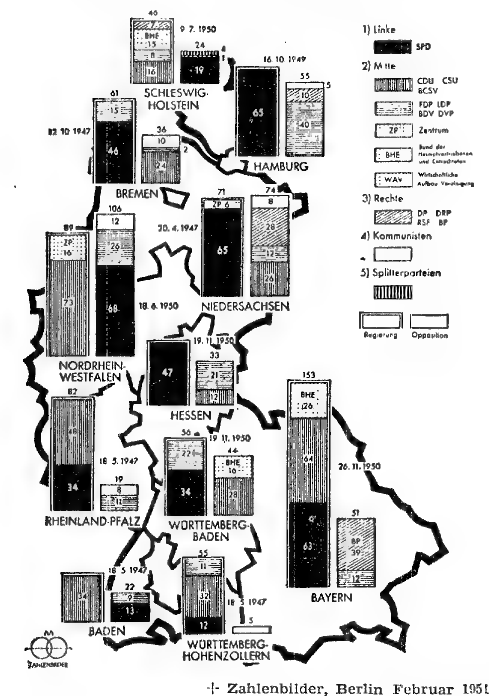 46
9 7. 1950
7
BHE
15
8
16
24
19
SCHLESWIG-
HOLSTEIN
16. 10. 1949
65
55
5
10
40
HAMBURG
61
15
46
10. 1947
36
10
2
24
BREMEN
89
ZP
16
73
106
12
26
68
18. 6. 1950
NORDRHEIN-
WESTFALEN
20. 4. 1947
71
ZP 6
65
74
8
28
12
26
NIEDERSACHSEN
19. 11. 1950
47
33
21
12
HESSEN
82
48
34
18 5. 1947
19
8
11
RHEINLAND-PFALZ
56
22
34
19 11. 1950
44
BHE
16
28
WÜRTTEMBERG-
BADEN
153
BHE
26
64
63
26. 11. 1950
51
BP
39
12
BAYERN
18 5. 1947
34
22
9
13
BADEN
55
11
32
12
18 5. 1947
5
WÜRTTEMBERG-
HOHENZOLLERN
1) Linke
SPD
2) Mitte
CDU CSU
BCSV
FDP LDP
BDV DVP
ZP
Zentrum
BHE
Bund der
Heimatvertriebenen
und Entrechteten
WAV
Wirtschaftliche
Aufbau Vereinigung
3) Rechte
DP DRP
RSF BP
4) Kommunisten
5) Splitterparteien
Regierung
Opposition
ZAHLENBILDER
Zahlenbilder, Berlin Februar 1951